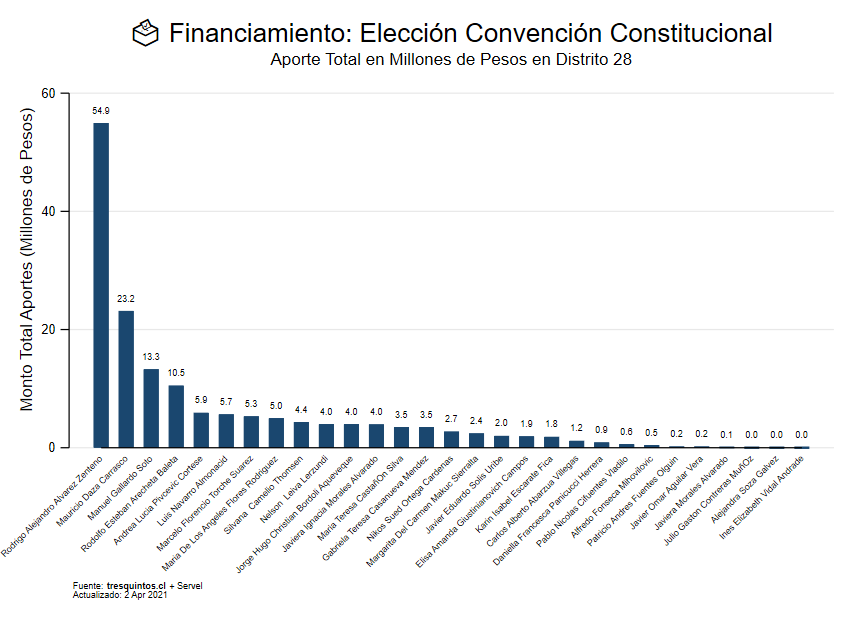 Financiamiento: Elección Convención Constitucional
Aporte Total en Millones de Pesos en Distrito 28
Monto Total Aportes (Millones de Pesos)
60
40
20
0
54.9
23.2
13.3
10.5
5.9
5.7
5.3
5.0
4.4
4.0
4.0
4.0
3.5
3.5
2.7
2.4
2.0
1.9
1.8
1.2
0.9
0.6
0.5
0.2
0.2
0.1
0.0
0.0
0.0
Rodrigo Alejandro Alvarez Zenteno
Mauricio Daza Carrasco
Manuel Gallardo Soto
Rodolfo Esteban Arecheta Baleta
Andrea Lucia Pivcevic Cortese
Luis Navarro Almonacid
Marcelo Florencio Torche Suarez
Maria De Los Angeles Flores Rodriguez
Silvana Camelio Thomsen
Nelson Leiva Lerzundi
Jorge Hugo Christian Bordoli Aqueveque
Javiera Ignacia Morales Alvarado
Maria Teresa CastañOn Silva
Gabriela Teresa Casanueva Mendez
Nikos Sued Ortega Cardenas
Margarita Del Carmen Makuc Sierralta
Javier Eduardo Solis Uribe
Elisa Amanda Giustinianovich Campos
Karin Isabel Escarate Fica
Carlos Alberto Abarzua Villegas
Daniella Francesca Panicucci Herrera
Pablo Nicolas Cifuentes Vladilo
Alfredo Fonseca Mihovilovic
Patricio Andres Fuentes Olguin
Javier Omar Aguilar Vera
Javiera Morales Alvarado
Julio Gaston Contreras MuñOz
Alejandra Soza Galvez
Ines Elizabeth Vidal Andrade
Fuente: tresquintos.cl + Servel
Actualizado: 2 Apr 2021